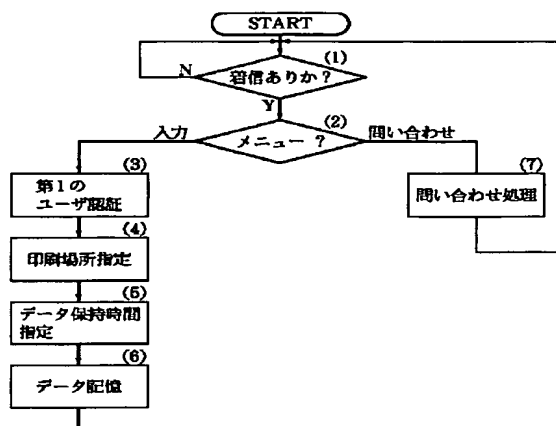 START
(1)
着信ありか？
N
Y
(2)
メニュー ？
入力
問い合わせ
(3)
第1の
ユーザ認証
(7)
問い合わせ処理
(4)
印刷場所指定
(5)
データ保持時間
指定
(6)
データ記憶